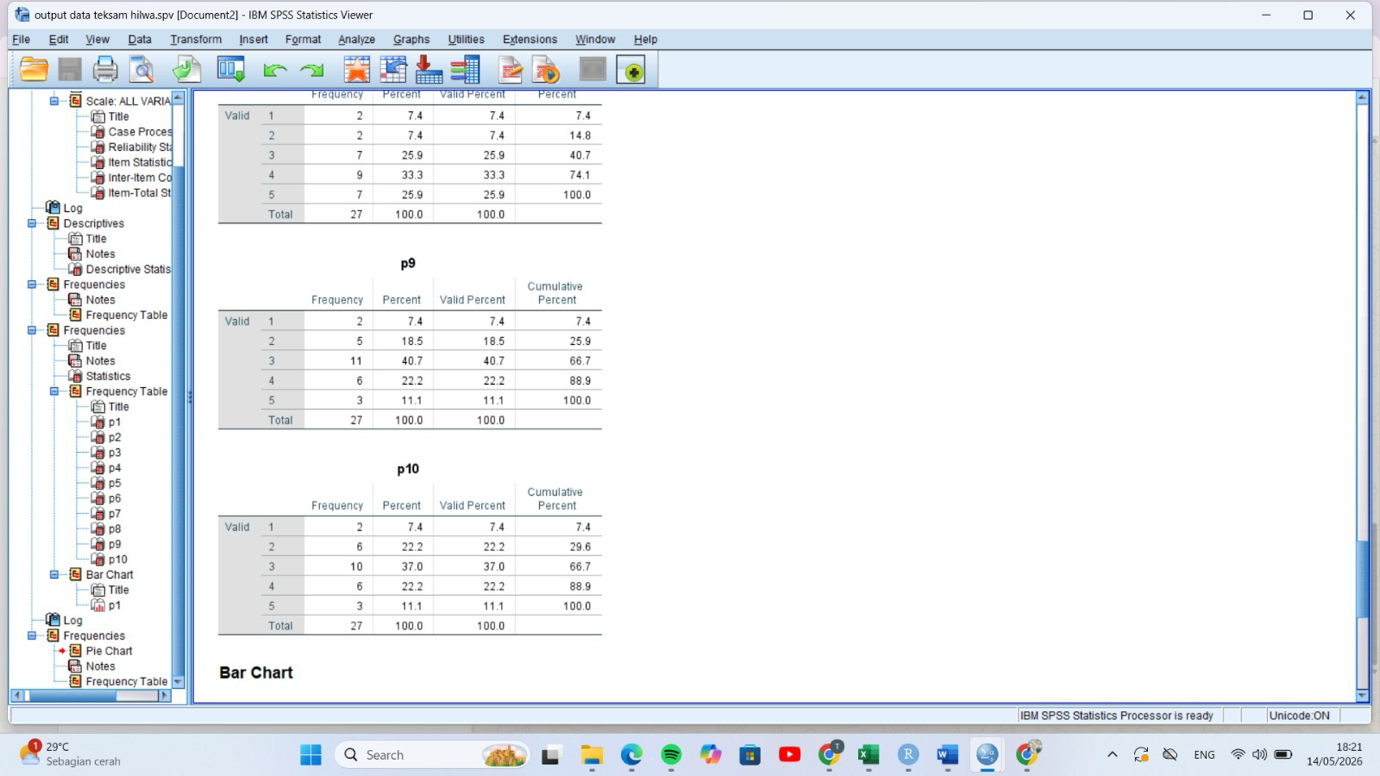 output data teksam hilwa.spv [Document2] - IBM SPSS Statistics Viewer
File Edit View Data Transform Insert Format Analyze Graphs Utilities Extensions Window Help
Scale: ALL VARIA
Title
Case Proces
Reliability Sta
Item Statistic
Inter-Item Co
Item-Total St
Log
Descriptives
Title
Notes
Descriptive Statis
Frequencies
Notes
Frequency Table
Frequencies
Title
Notes
Statistics
Frequency Table
Title
p1
p2
p3
p4
p5
p6
p7
p8
p9
p10
Bar Chart
Title
p1
Log
Frequencies
Pie Chart
Notes
Frequency Table
Frequency Percent Valid Percent Percent
Valid 1 2 7.4 7.4 7.4
2 2 7.4 7.4 14.8
3 7 25.9 25.9 40.7
4 9 33.3 33.3 74.1
5 7 25.9 25.9 100.0
Total 27 100.0 100.0
p9
Cumulative
Frequency Percent Valid Percent Percent
Valid 1 2 7.4 7.4 7.4
2 5 18.5 18.5 25.9
3 11 40.7 40.7 66.7
4 6 22.2 22.2 88.9
5 3 11.1 11.1 100.0
Total 27 100.0 100.0
p10
Cumulative
Frequency Percent Valid Percent Percent
Valid 1 2 7.4 7.4 7.4
2 6 22.2 22.2 29.6
3 10 37.0 37.0 66.7
4 6 22.2 22.2 88.9
5 3 11.1 11.1 100.0
Total 27 100.0 100.0
Bar Chart
IBM SPSS Statistics Processor is ready Unicode:ON
1
29°C
Sebagian cerah
Search
T
ENG
18:21
14/05/2026